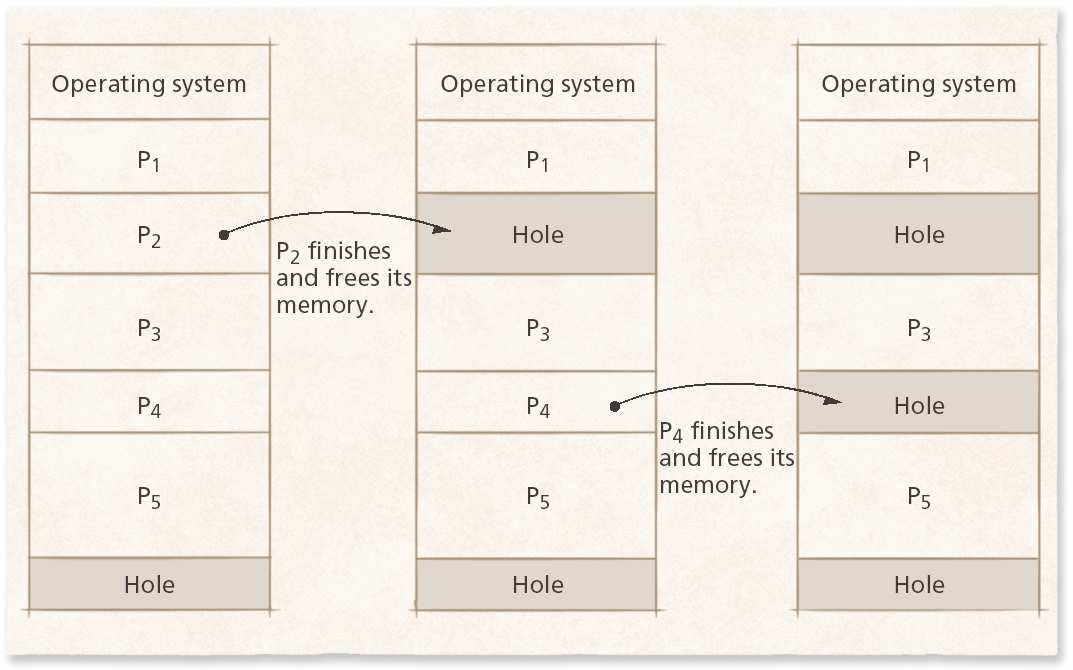 Operating system
P1
P2
P3
P4
P5
Hole
P2 finishes
and frees its
memory.
Operating system
P1
Hole
P3
P4
P5
Hole
P4 finishes
and frees its
memory.
Operating system
P1
Hole
P3
Hole
P5
Hole